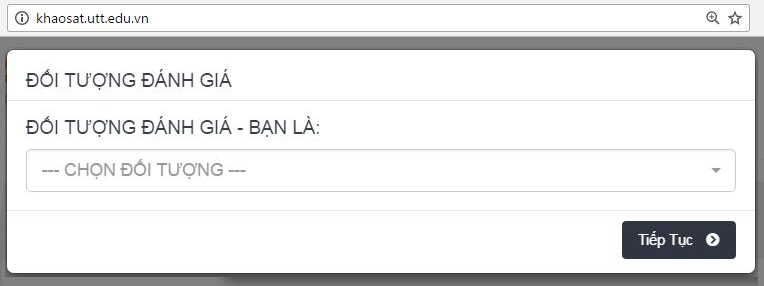 khaosat.utt.edu.vn
ĐỐI TƯỢNG ĐÁNH GIÁ
ĐỐI TƯỢNG ĐÁNH GIÁ - BẠN LÀ:
--- CHỌN ĐỐI TƯỢNG ---
Tiếp Tục